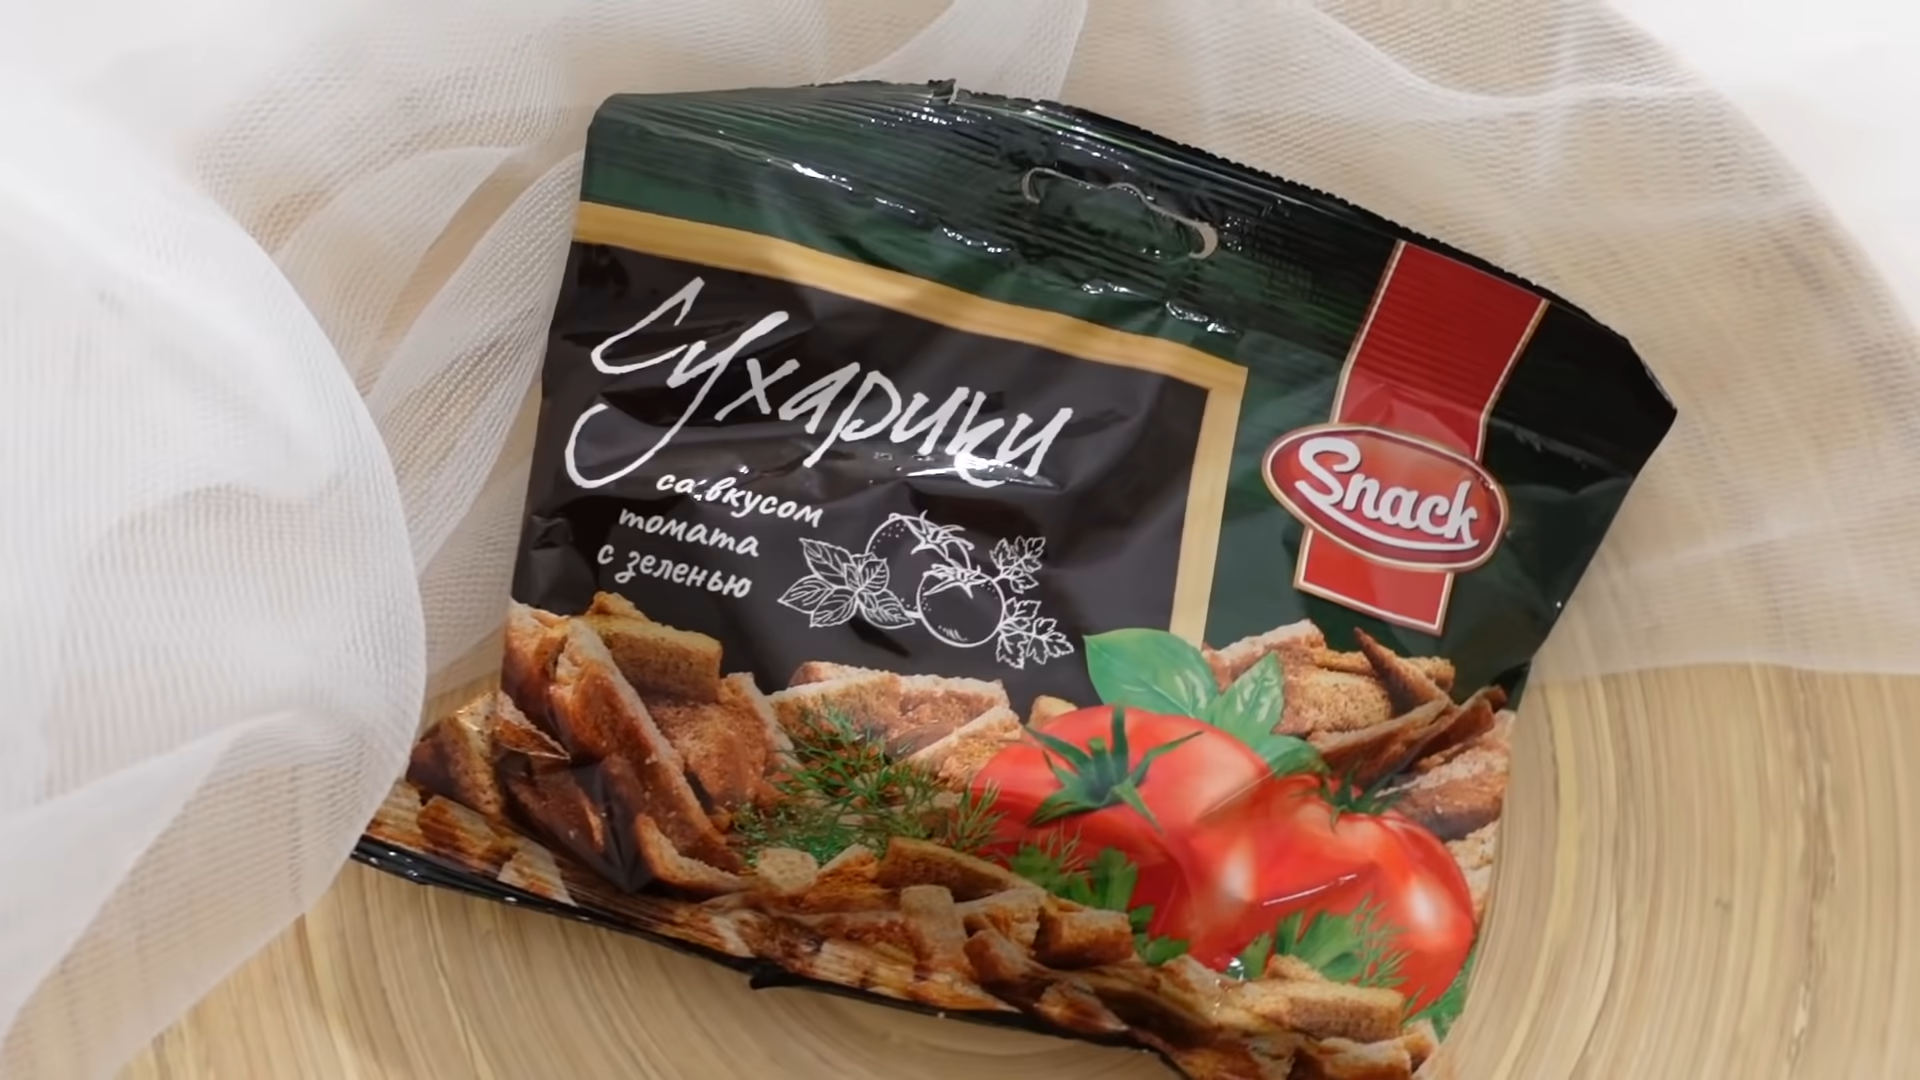 Сухарики
со вкусом
томата
с зеленью
Snack